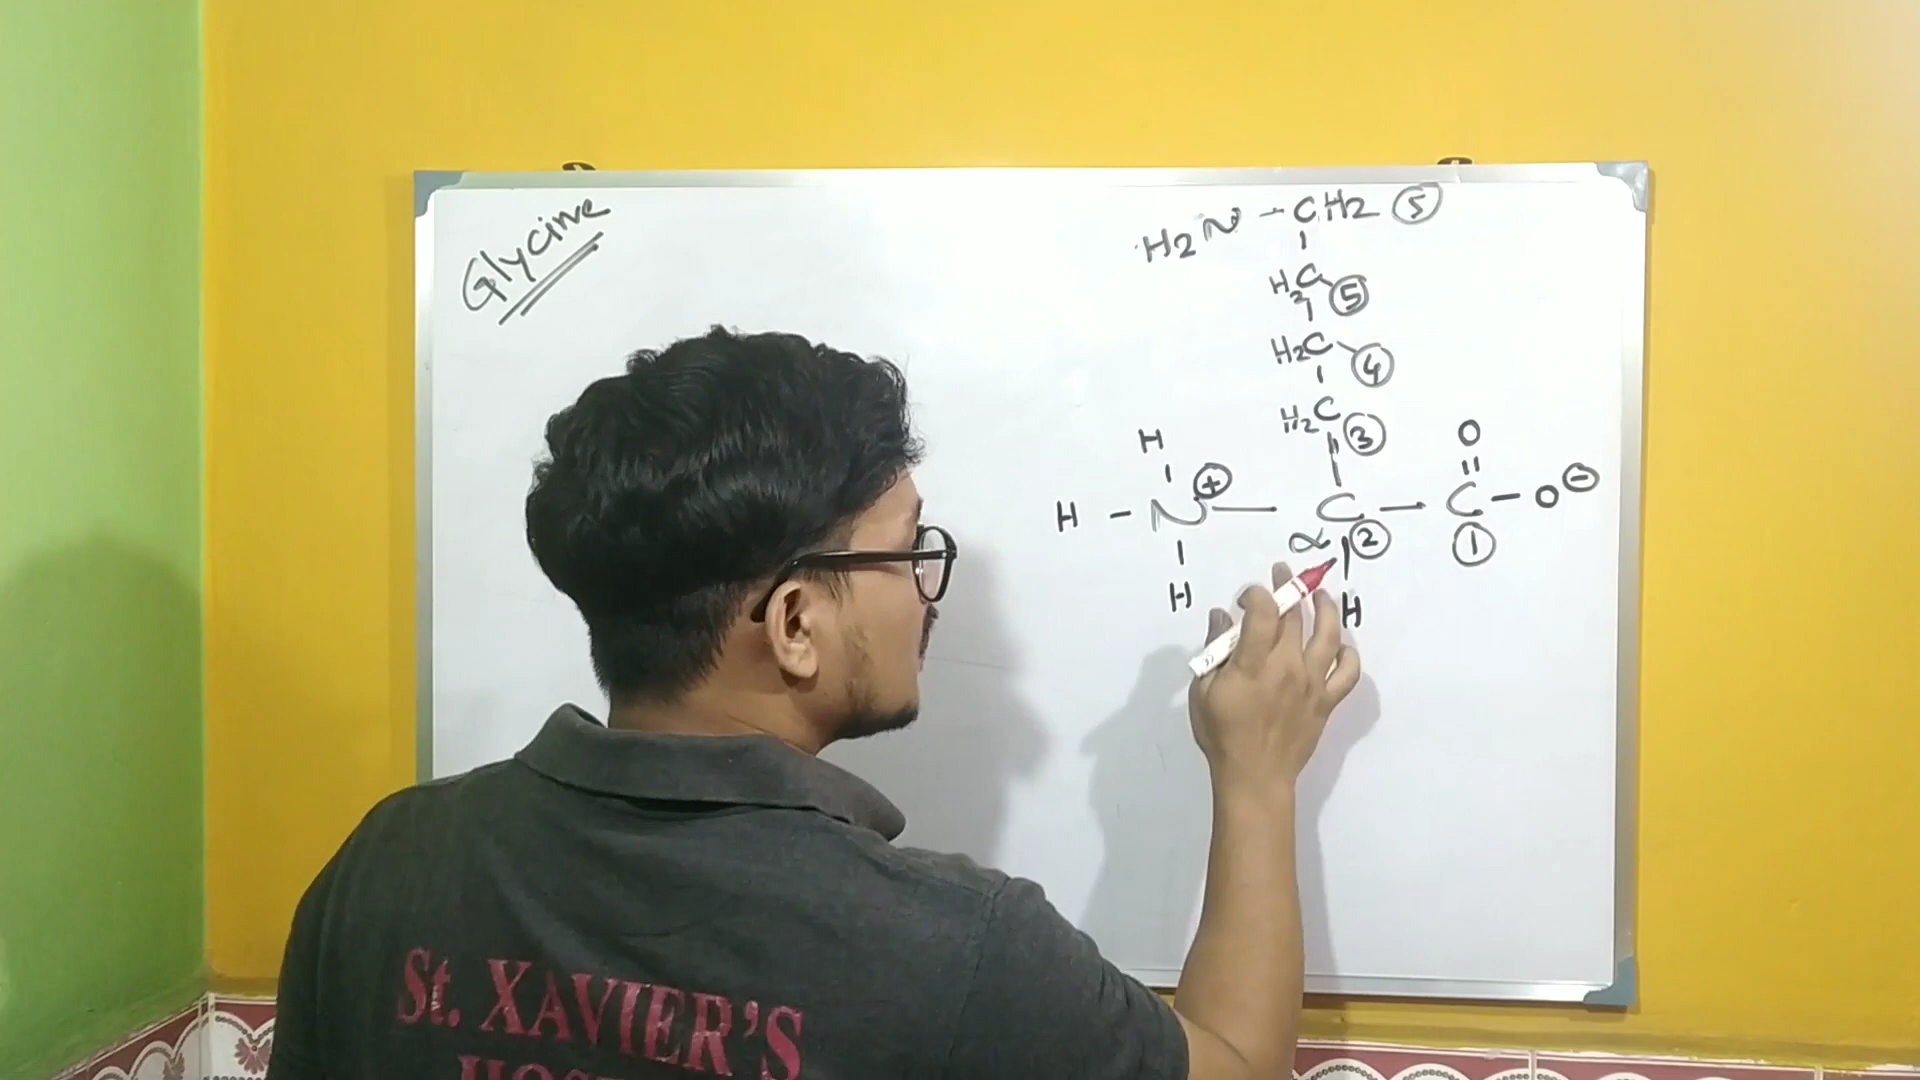 Glycine
H2N - CH2 ⑤
H2C ⑤
H2C ④
H2C ③
H
O
H - N ⊕ - C - C - O ⊖
α ② ①
H
H
St. XAVIER'S